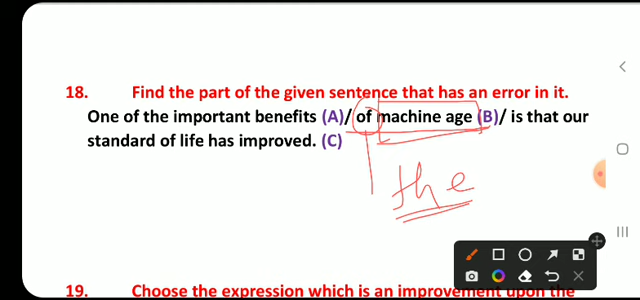 18. Find the part of the given sentence that has an error in it.
One of the important benefits (A)/ of machine age (B)/ is that our
standard of life has improved. (C)
the
19. Choose the expression which is an improvement upon the